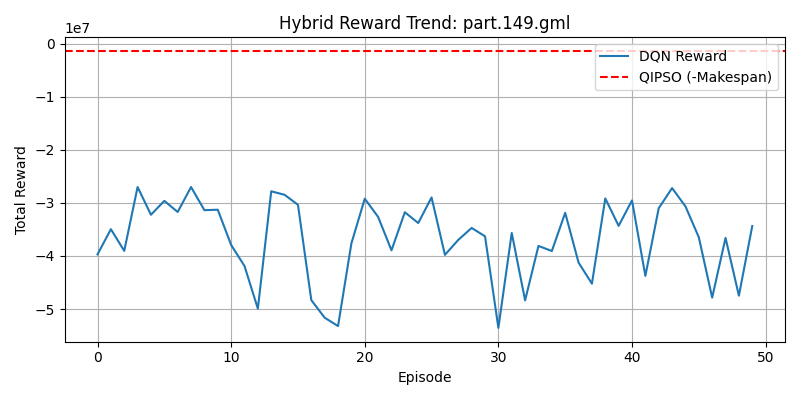 Hybrid Reward Trend: part.149.gml
1e7
0
−1
−2
−3
−4
−5
Total Reward
DQN Reward
QIPSO (-Makespan)
0 10 20 30 40 50
Episode